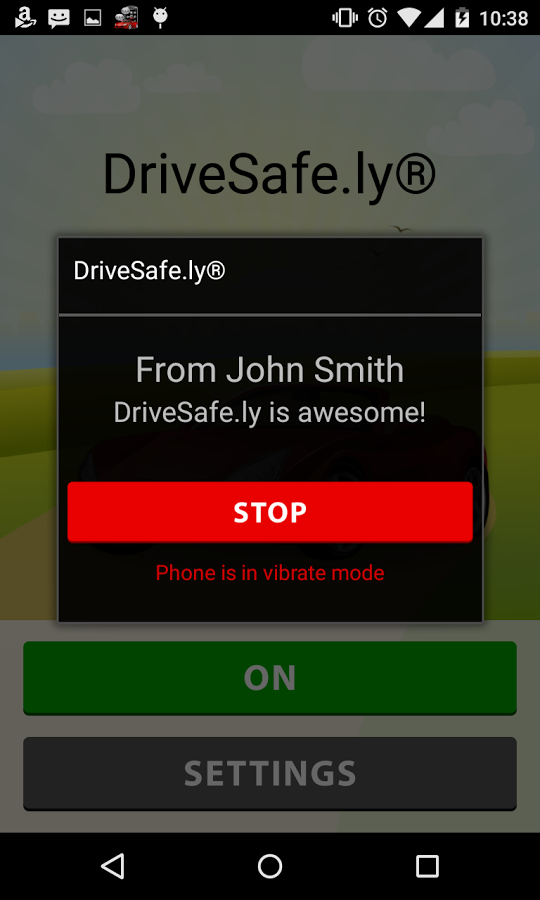 10:38
DriveSafe.ly®
DriveSafe.ly®
From John Smith
DriveSafe.ly is awesome!
STOP
Phone is in vibrate mode
ON
SETTINGS